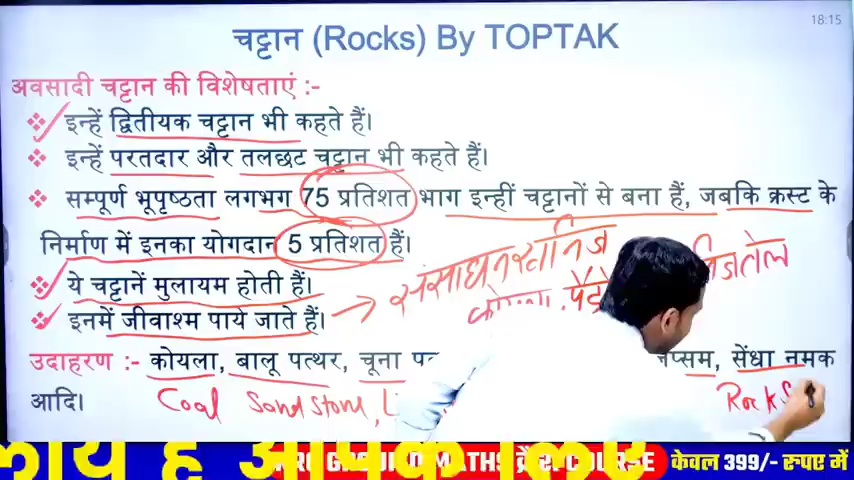 18:15
चट्टान (Rocks) By TOPTAK
अवसादी चट्टान की विशेषताएं :-
❖ इन्हें द्वितीयक चट्टान भी कहते हैं।
❖ इन्हें परतदार और तलछट चट्टान भी कहते हैं।
❖ सम्पूर्ण भूपृष्ठता लगभग 75 प्रतिशत भाग इन्हीं चट्टानों से बना हैं, जबकि क्रस्ट के
निर्माण में इनका योगदान 5 प्रतिशत हैं।
ये चट्टानें मुलायम होती हैं।
इनमें जीवाश्म पाये जाते हैं।
उदाहरण :- कोयला, बालू पत्थर, चूना सेंधा नमक
आदि। Coal Sand Stone, Rock
केवल 399/- रुपए में